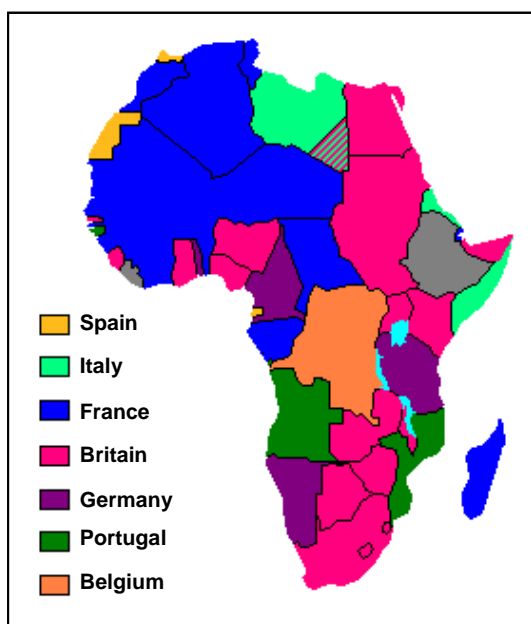 Spain
Italy
France
Britain
Germany
Portugal
Belgium